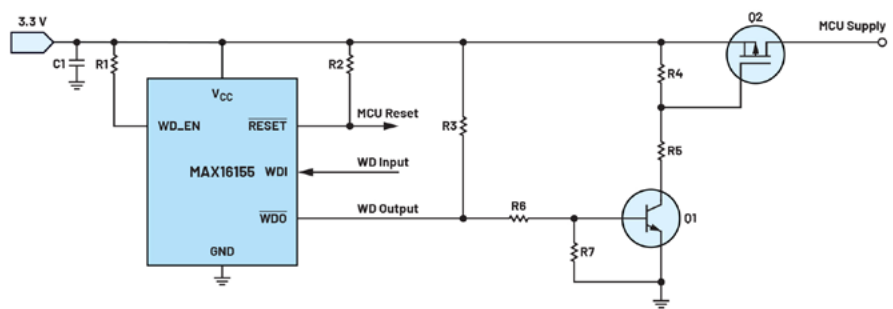 3.3 V
Q2
MCU Supply
C1
R1
R2
R4
VCC
WD_EN
RESET
MCU Reset
R3
MAX16155
WDI
WD Input
R5
WDO
WD Output
R6
Q1
GND
R7